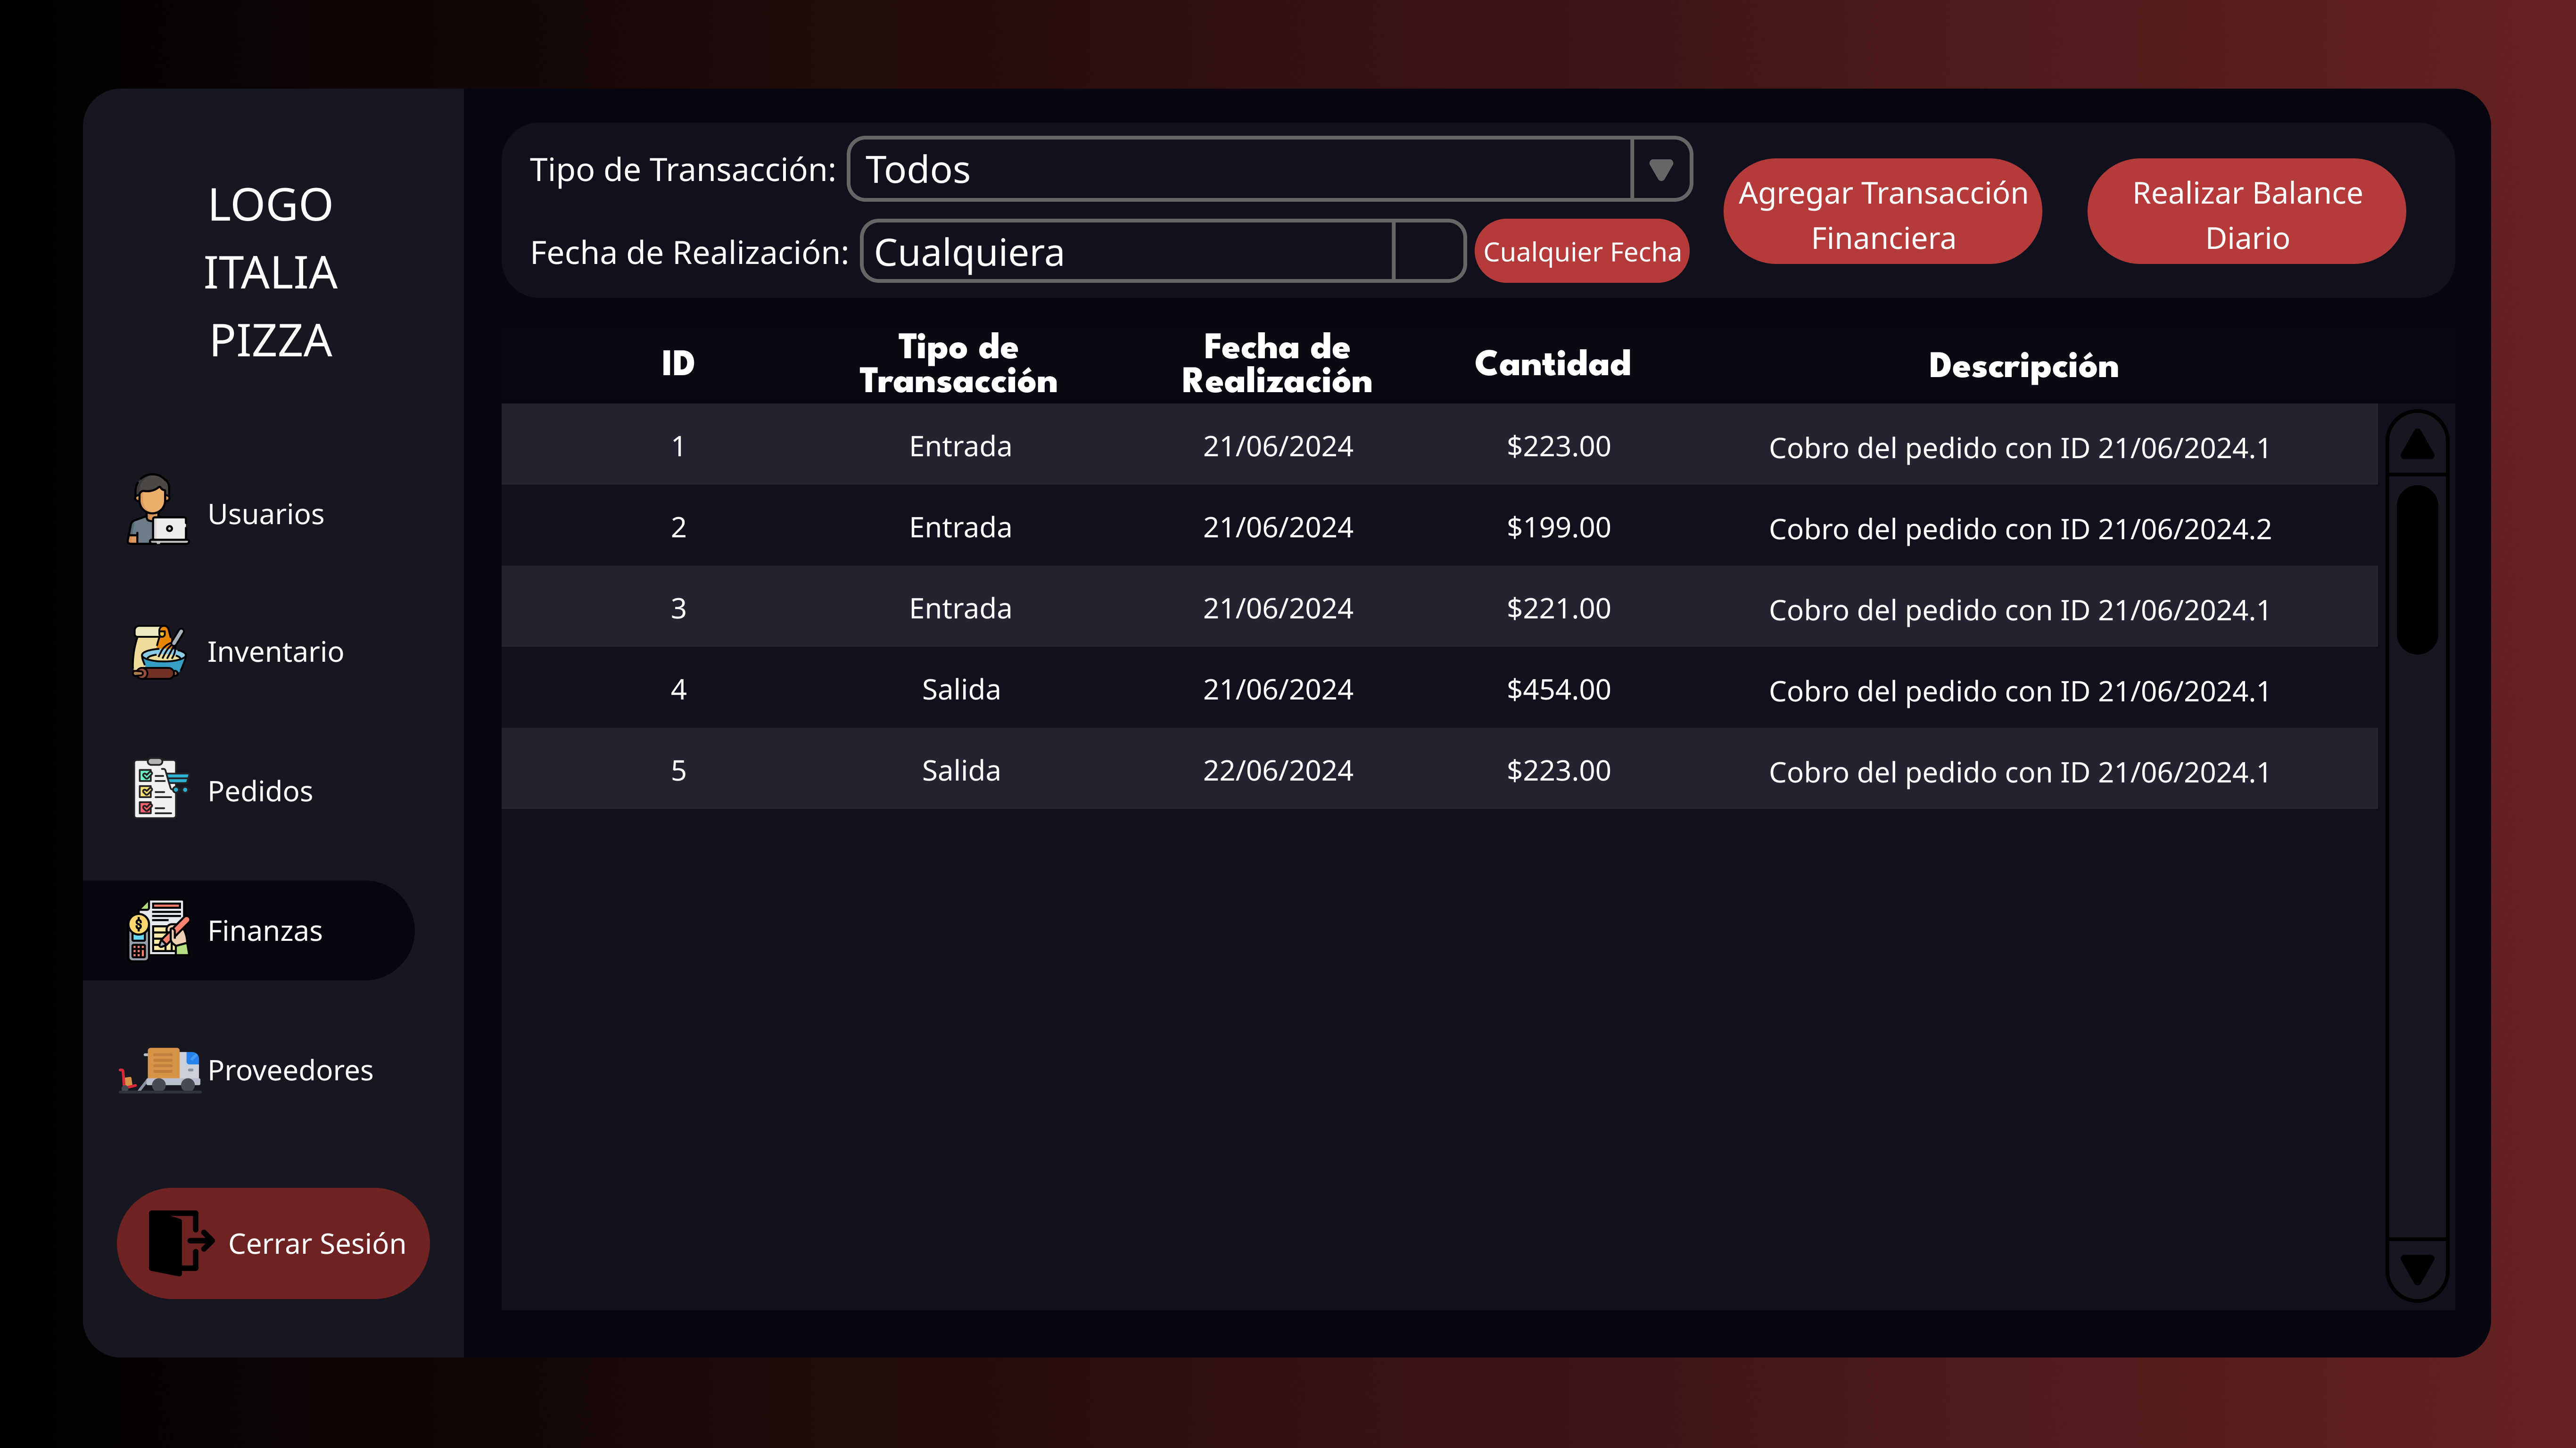 LOGO
ITALIA
PIZZA
Usuarios
Inventario
Pedidos
Finanzas
Proveedores
Cerrar Sesión
Tipo de Transacción: Todos
Fecha de Realización: Cualquiera Cualquier Fecha
Agregar Transacción
Financiera
Realizar Balance
Diario
ID Tipo de Transacción Fecha de Realización Cantidad Descripción
1 Entrada 21/06/2024 $223.00 Cobro del pedido con ID 21/06/2024.1
2 Entrada 21/06/2024 $199.00 Cobro del pedido con ID 21/06/2024.2
3 Entrada 21/06/2024 $221.00 Cobro del pedido con ID 21/06/2024.1
4 Salida 21/06/2024 $454.00 Cobro del pedido con ID 21/06/2024.1
5 Salida 22/06/2024 $223.00 Cobro del pedido con ID 21/06/2024.1